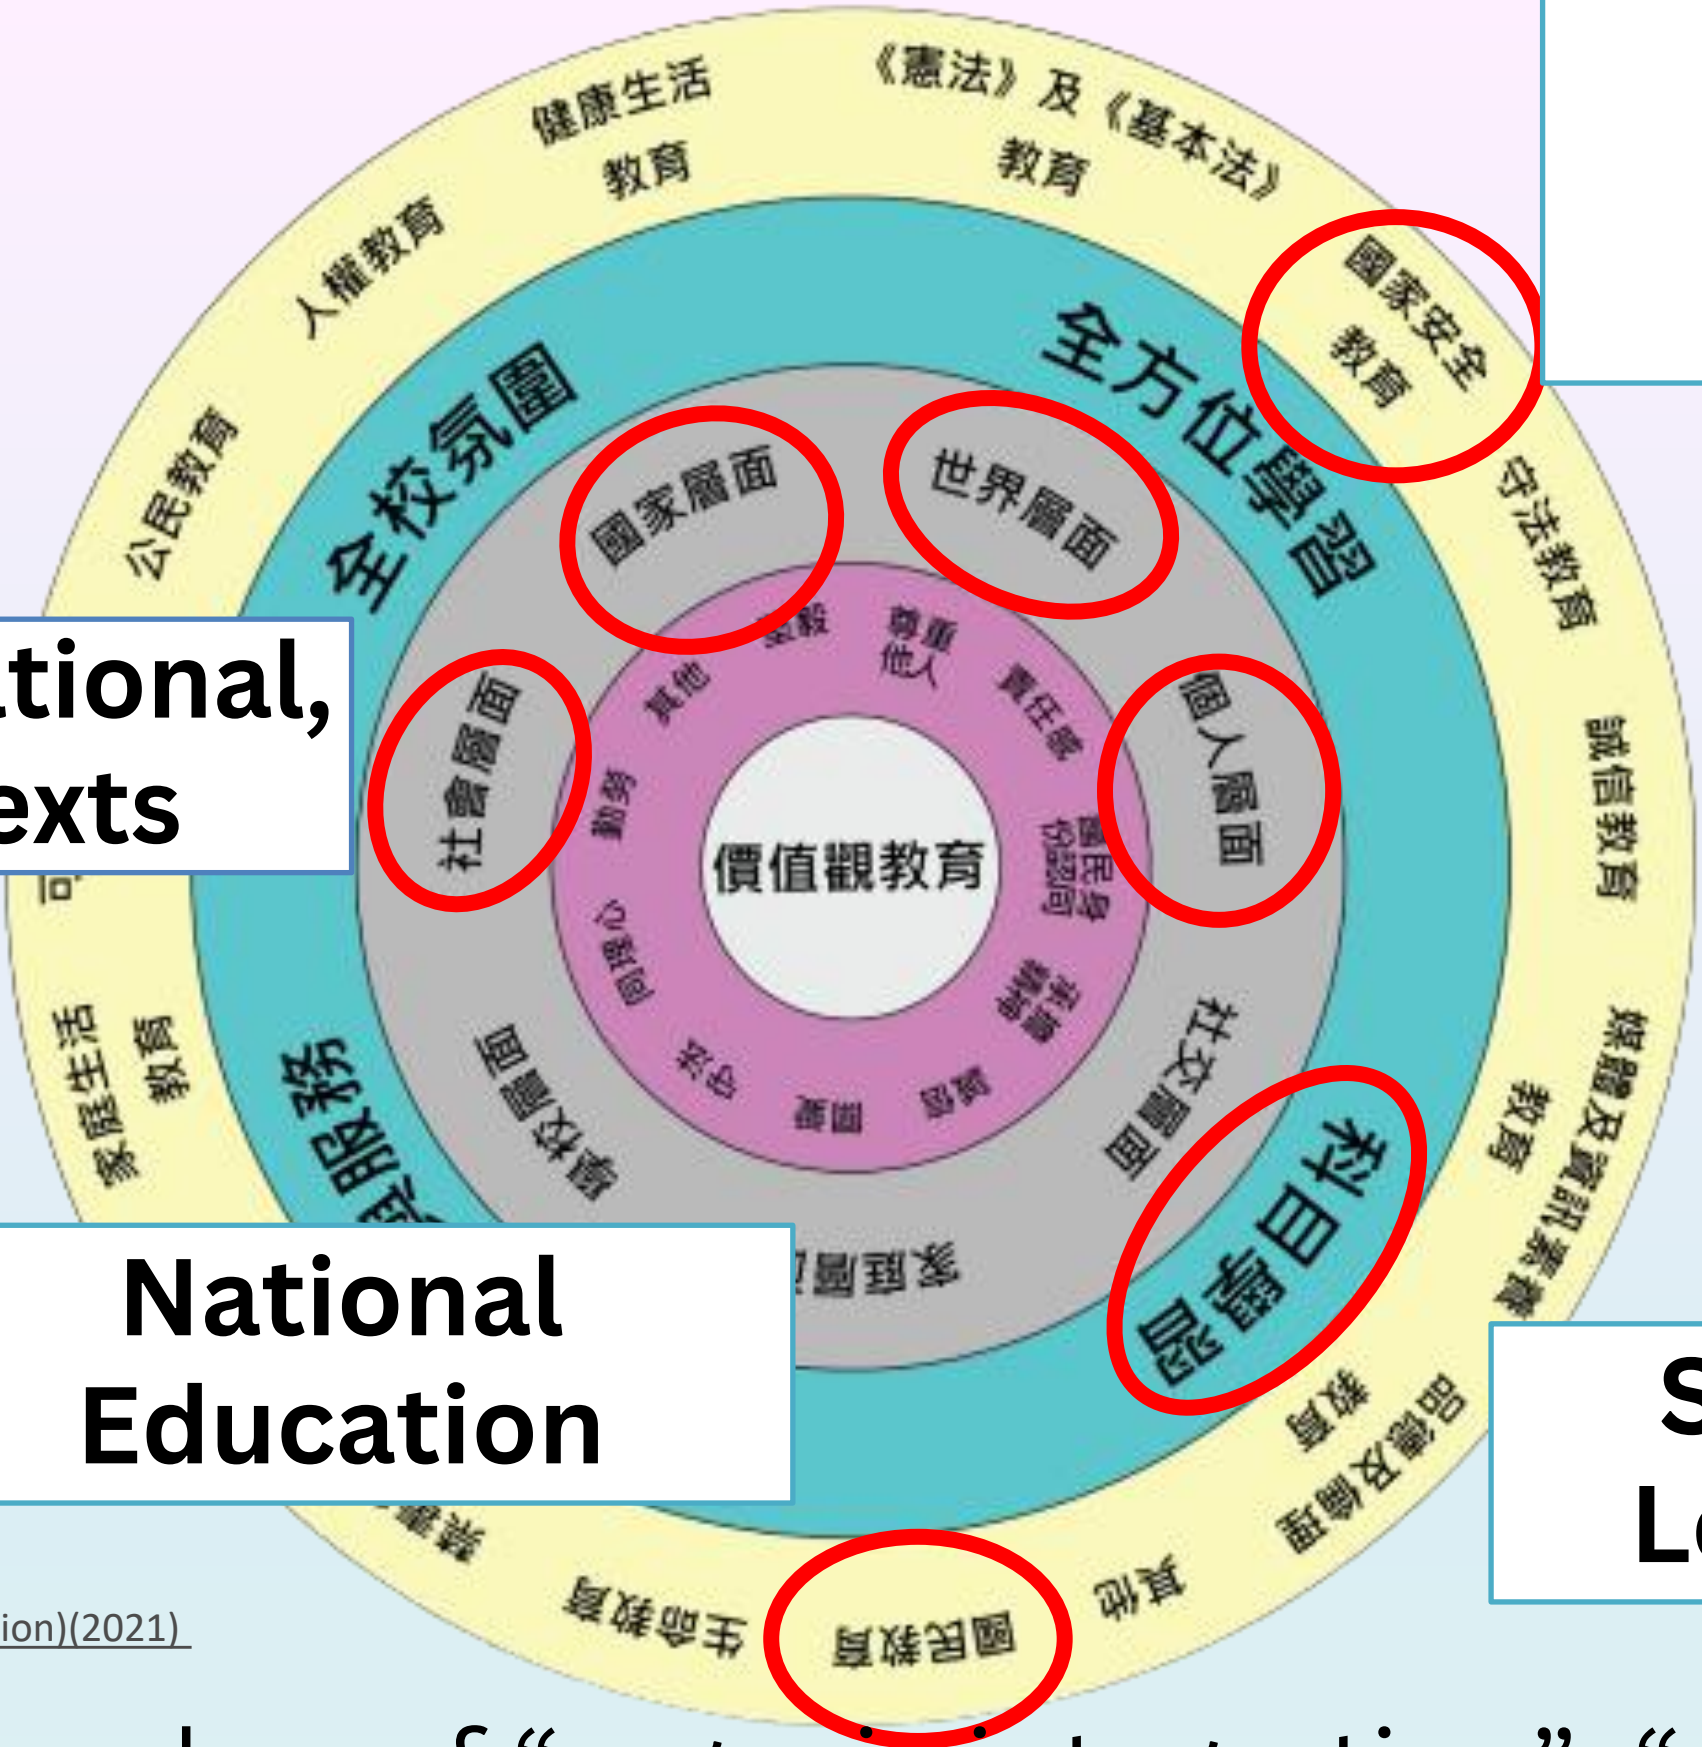 健康生活
教育
《憲法》及《基本法》
教育
國家安全
教育
守法教育
誠信教育
媒體及資訊素養
教育
品德及倫理
教育
其他
國民教育
生命教育
家庭生活
教育
公民教育
人權教育
全校氛圍
全方位學習
科目學習
服務
國家層面
世界層面
個人層面
社交層面
家庭層
學校層面
社會層面
尊重
他人
責任感
國民身
份認同
承擔
精神
誠信
關愛
守法
同理心
勤勞
其他
價值觀教育
tional,
exts
National
Education
S
ion)(2021)